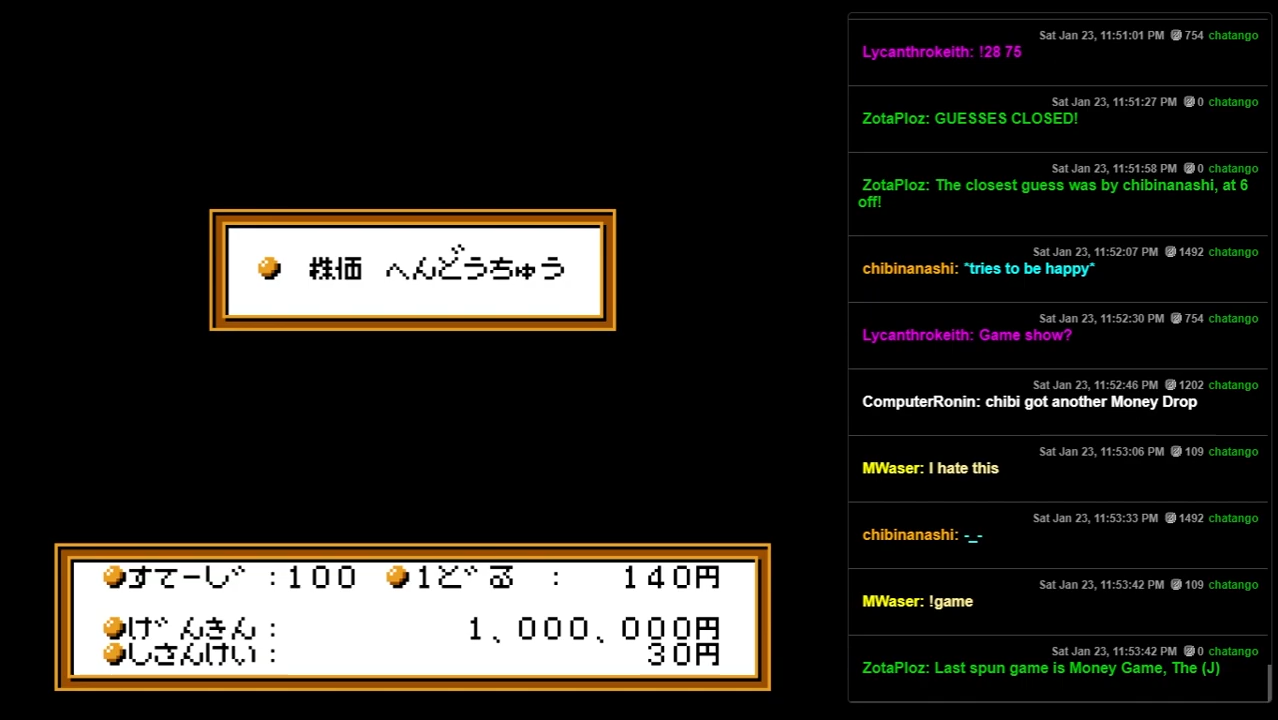 株価 へんどうちゅう
すてーじ :100 1どる : 140円
げんきん : 1、000、000円
しさんけい : 30円
Sat Jan 23, 11:51:01 PM 754 chatango
Lycanthrokeith: !28 75
Sat Jan 23, 11:51:27 PM 0 chatango
ZotaPloz: GUESSES CLOSED!
Sat Jan 23, 11:51:58 PM 0 chatango
ZotaPloz: The closest guess was by chibinanashi, at 6
off!
Sat Jan 23, 11:52:07 PM 1492 chatango
chibinanashi: *tries to be happy*
Sat Jan 23, 11:52:30 PM 754 chatango
Lycanthrokeith: Game show?
Sat Jan 23, 11:52:46 PM 1202 chatango
ComputerRonin: chibi got another Money Drop
Sat Jan 23, 11:53:06 PM 109 chatango
MWaser: I hate this
Sat Jan 23, 11:53:33 PM 1492 chatango
chibinanashi: -_-
Sat Jan 23, 11:53:42 PM 109 chatango
MWaser: !game
Sat Jan 23, 11:53:42 PM 0 chatango
ZotaPloz: Last spun game is Money Game, The (J)